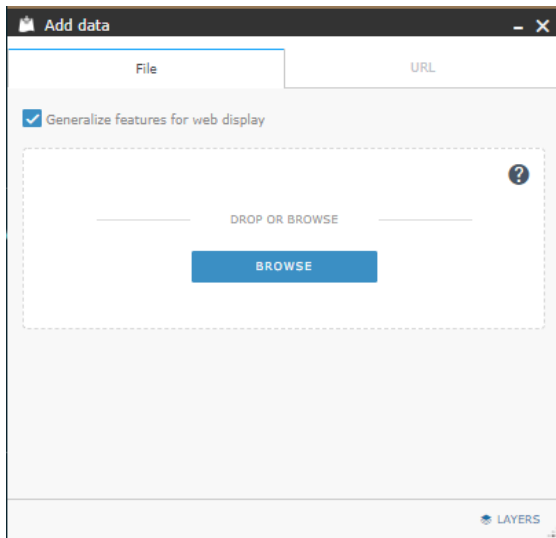 Add data
File
URL
Generalize features for web display
DROP OR BROWSE
BROWSE
LAYERS